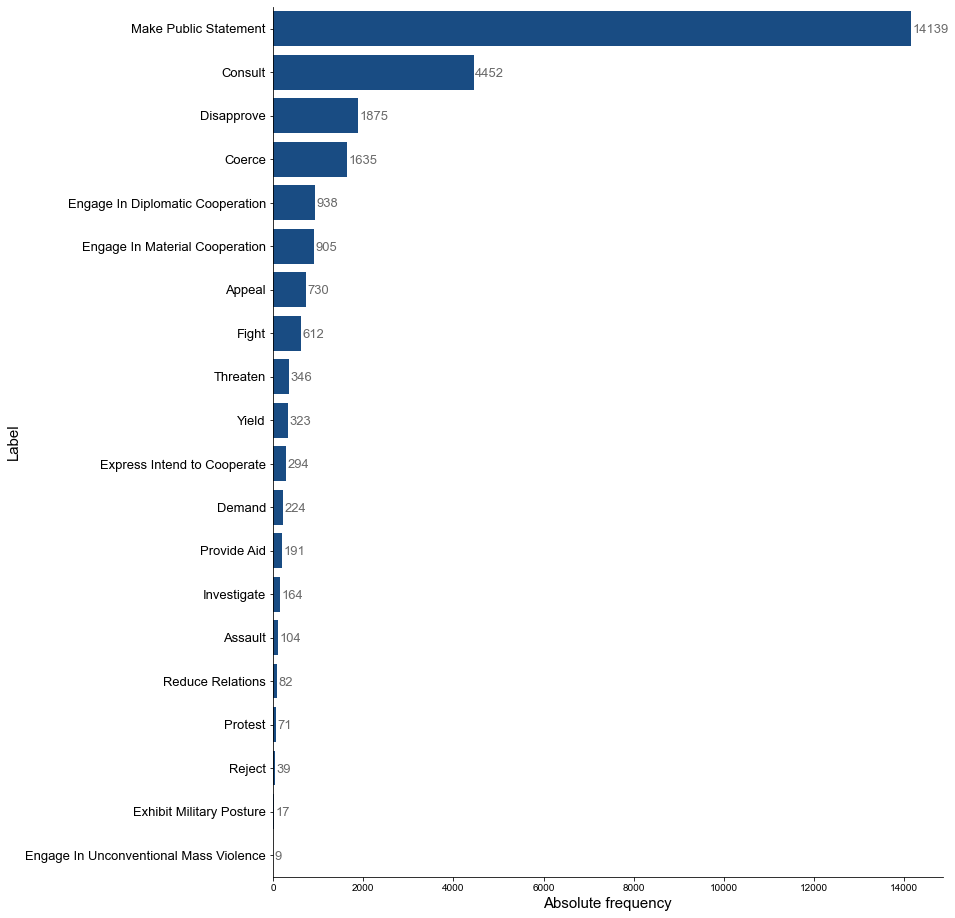 Make Public Statement 14139
Consult 4452
Disapprove 1875
Coerce 1635
Engage In Diplomatic Cooperation 938
Engage In Material Cooperation 905
Appeal 730
Fight 612
Threaten 346
Yield 323
Label
Express Intend to Cooperate 294
Demand 224
Provide Aid 191
Investigate 164
Assault 104
Reduce Relations 82
Protest 71
Reject 39
Exhibit Military Posture 17
Engage In Unconventional Mass Violence 9
0 2000 4000 6000 8000 10000 12000 14000
Absolute frequency